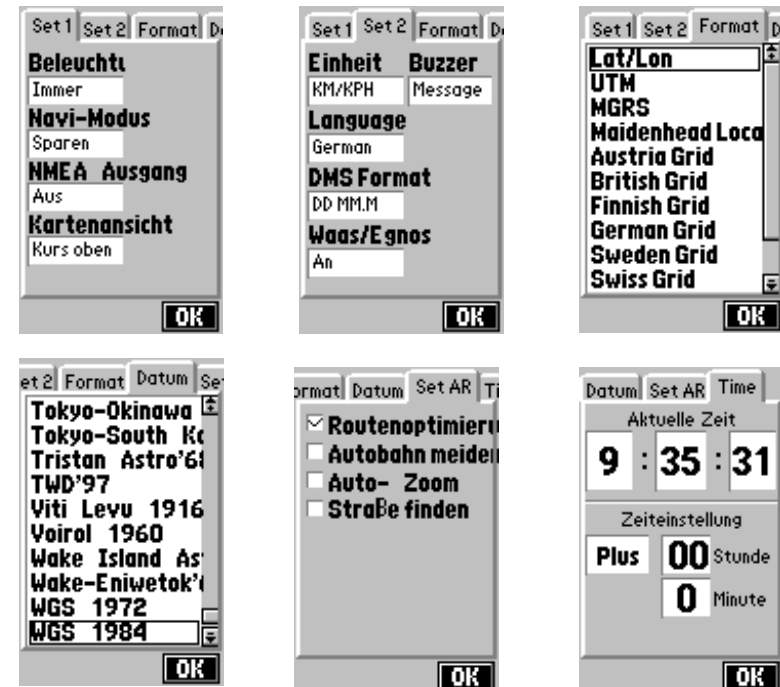 Set 1 Set 2 Format D
Beleuchtu
Immer
Navi-Modus
Sparen
NMEA Ausgang
Aus
Kartenansicht
Kurs oben
OK
Set 1 Set 2 Format D
Einheit Buzzer
KM/KPH Message
Language
German
DMS Format
DD MM.M
Waas/Egnos
An
OK
Set 1 Set 2 Format D
Lat/Lon
UTM
MGRS
Maidenhead Loca
Austria Grid
British Grid
Finnish Grid
German Grid
Sweden Grid
Swiss Grid
OK
et 2 Format Datum Se
Tokyo-Okinawa
Tokyo-South Ko
Tristan Astro'68
TWD'97
Viti Levu 1916
Voirol 1960
Wake Island As
Wake-Eniwetok'
WGS 1972
WGS 1984
OK
ormat Datum Set AR Ti
Routenoptimieru
Autobahn meiden
Auto- Zoom
Straße finden
OK
Datum Set AR Time
Aktuelle Zeit
9 : 35 : 31
Zeiteinstellung
Plus 00 Stunde
0 Minute
OK